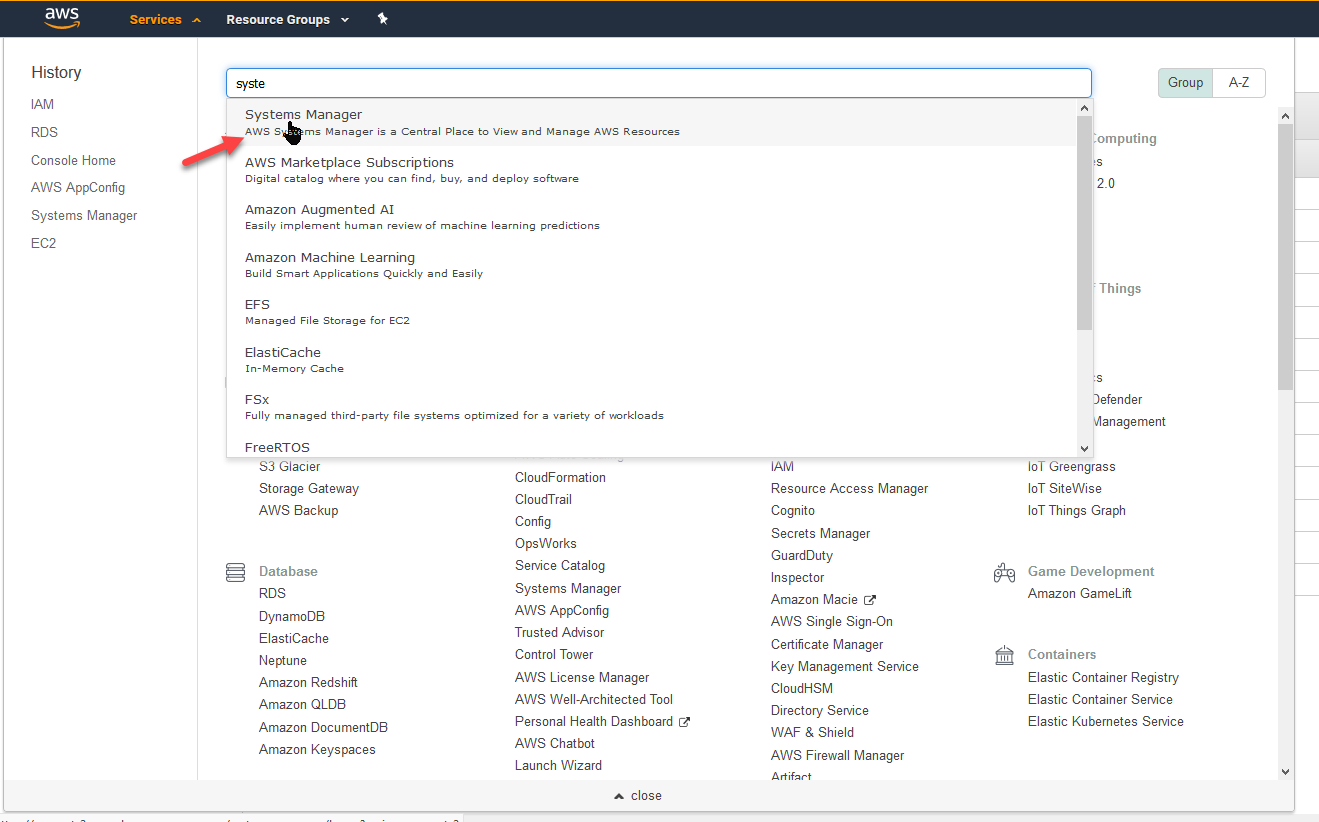 aws
Services
Resource Groups
History
IAM
RDS
Console Home
AWS AppConfig
Systems Manager
EC2
syste
Group
A-Z
Systems Manager
AWS Systems Manager is a Central Place to View and Manage AWS Resources
AWS Marketplace Subscriptions
Digital catalog where you can find, buy, and deploy software
Amazon Augmented AI
Easily implement human review of machine learning predictions
Amazon Machine Learning
Build Smart Applications Quickly and Easily
EFS
Managed File Storage for EC2
ElastiCache
In-Memory Cache
FSx
Fully managed third-party file systems optimized for a variety of workloads
FreeRTOS
S3 Glacier
Storage Gateway
AWS Backup
Database
RDS
DynamoDB
ElastiCache
Neptune
Amazon Redshift
Amazon QLDB
Amazon DocumentDB
Amazon Keyspaces
CloudFormation
CloudTrail
Config
OpsWorks
Service Catalog
Systems Manager
AWS AppConfig
Trusted Advisor
Control Tower
AWS License Manager
AWS Well-Architected Tool
Personal Health Dashboard
AWS Chatbot
Launch Wizard
IAM
Resource Access Manager
Cognito
Secrets Manager
GuardDuty
Inspector
Amazon Macie
AWS Single Sign-On
Certificate Manager
Key Management Service
CloudHSM
Directory Service
WAF & Shield
AWS Firewall Manager
Artifact
Computing
2.0
Things
Defender
Management
IoT Greengrass
IoT SiteWise
IoT Things Graph
Game Development
Amazon GameLift
Containers
Elastic Container Registry
Elastic Container Service
Elastic Kubernetes Service
close